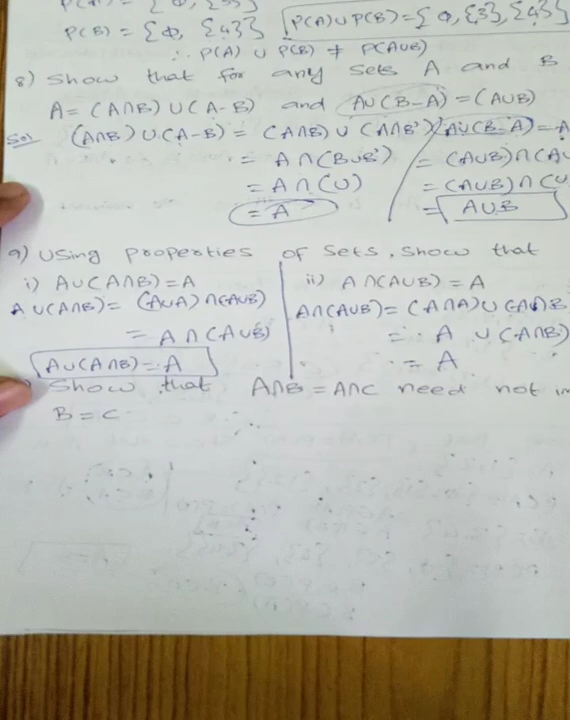 P(B) = {Φ, {4}} P(A)∪P(B)={Φ,{3},{4}}
∴ P(A) ∪ P(B) ≠ P(A∪B)
8) Show that for any sets A and B
A = (A∩B) ∪ (A-B) and A∪(B-A) = (A∪B)
Sol (A∩B) ∪ (A-B) = (A∩B) ∪ (A∩B')
= A∩(B∪B')
= A∩(U)
= A
A∪(B-A) = A
= (A∪B)∩(A∪
= (A∪B)∩(U
= A∪B
9) Using properties of sets, show that
i) A∪(A∩B)=A
A∪(A∩B)= (A∪A)∩(A∪B)
= A∩(A∪B)
A∪(A∩B)=A
ii) A∩(A∪B) = A
A∩(A∪B)= (A∩A)∪(A∩B
= A ∪(A∩B)
= A
) Show that A∩B = A∩C need not im
B = C